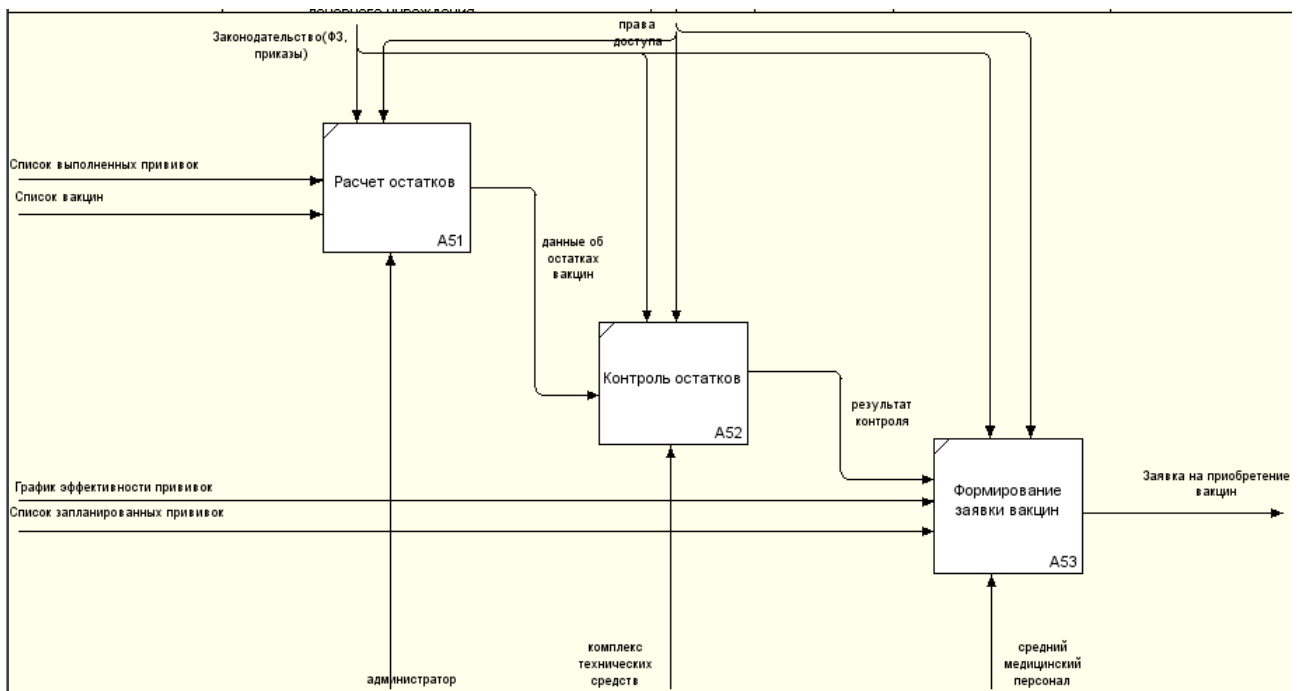 Законодательство(ФЗ,
приказы)
права
доступа
Список выполненных прививок
Список вакцин
Расчет остатков
A51
данные об
остатках
вакцин
Контроль остатков
A52
результат
контроля
График эффективности прививок
Список запланированных прививок
Формирование
заявки вакцин
A53
Заявка на приобретение
вакцин
администратор
комплекс
технических
средств
средний
медицинский
персонал